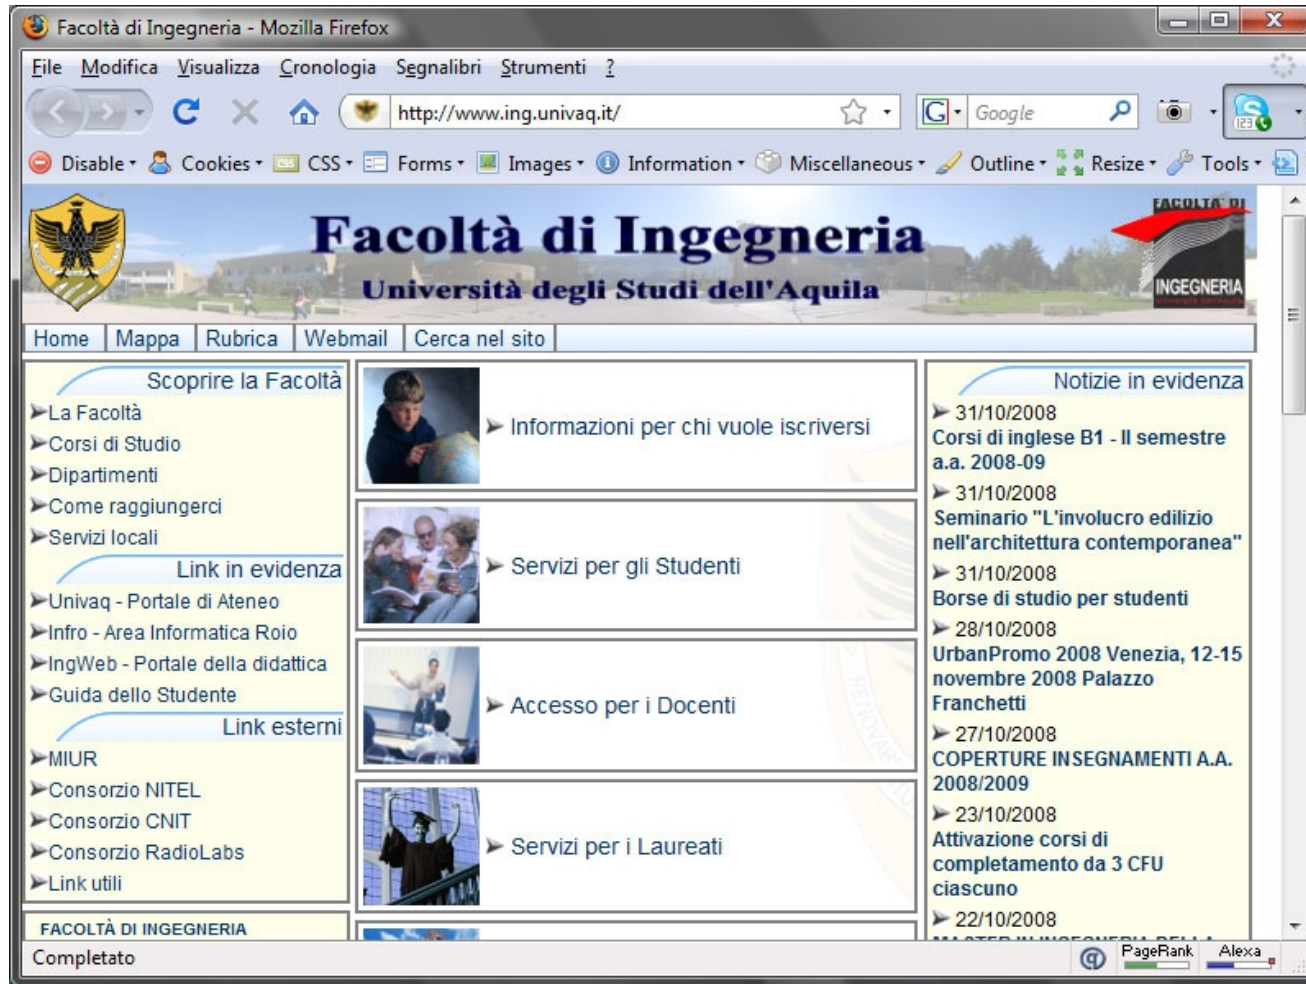 Facoltà di Ingegneria - Mozilla Firefox
File Modifica Visualizza Cronologia Segnalibri Strumenti ?
http://www.ing.univaq.it/ G Google 123
Disable Cookies CSS CSS Forms Images Information Miscellaneous Outline Resize Tools
FACOLTA' DI
Facoltà di Ingegneria
Università degli Studi dell'Aquila
INGEGNERIA
Home Mappa Rubrica Webmail Cerca nel sito
Scoprire la Facoltà
La Facoltà
Corsi di Studio
Dipartimenti
Come raggiungerci
Servizi locali
Link in evidenza
Univaq - Portale di Ateneo
Infro - Area Informatica Roio
IngWeb - Portale della didattica
Guida dello Studente
Link esterni
MIUR
Consorzio NITEL
Consorzio CNIT
Consorzio RadioLabs
Link utili
FACOLTÀ DI INGEGNERIA
Informazioni per chi vuole iscriversi
Servizi per gli Studenti
Accesso per i Docenti
Servizi per i Laureati
Notizie in evidenza
31/10/2008
Corsi di inglese B1 - II semestre
a.a. 2008-09
31/10/2008
Seminario "L'involucro edilizio
nell'architettura contemporanea"
31/10/2008
Borse di studio per studenti
28/10/2008
UrbanPromo 2008 Venezia, 12-15
novembre 2008 Palazzo
Franchetti
27/10/2008
COPERTURE INSEGNAMENTI A.A.
2008/2009
23/10/2008
Attivazione corsi di
completamento da 3 CFU
ciascuno
22/10/2008
MASTER IN INGEGNERIA DELLA
Completato PageRank Alexa